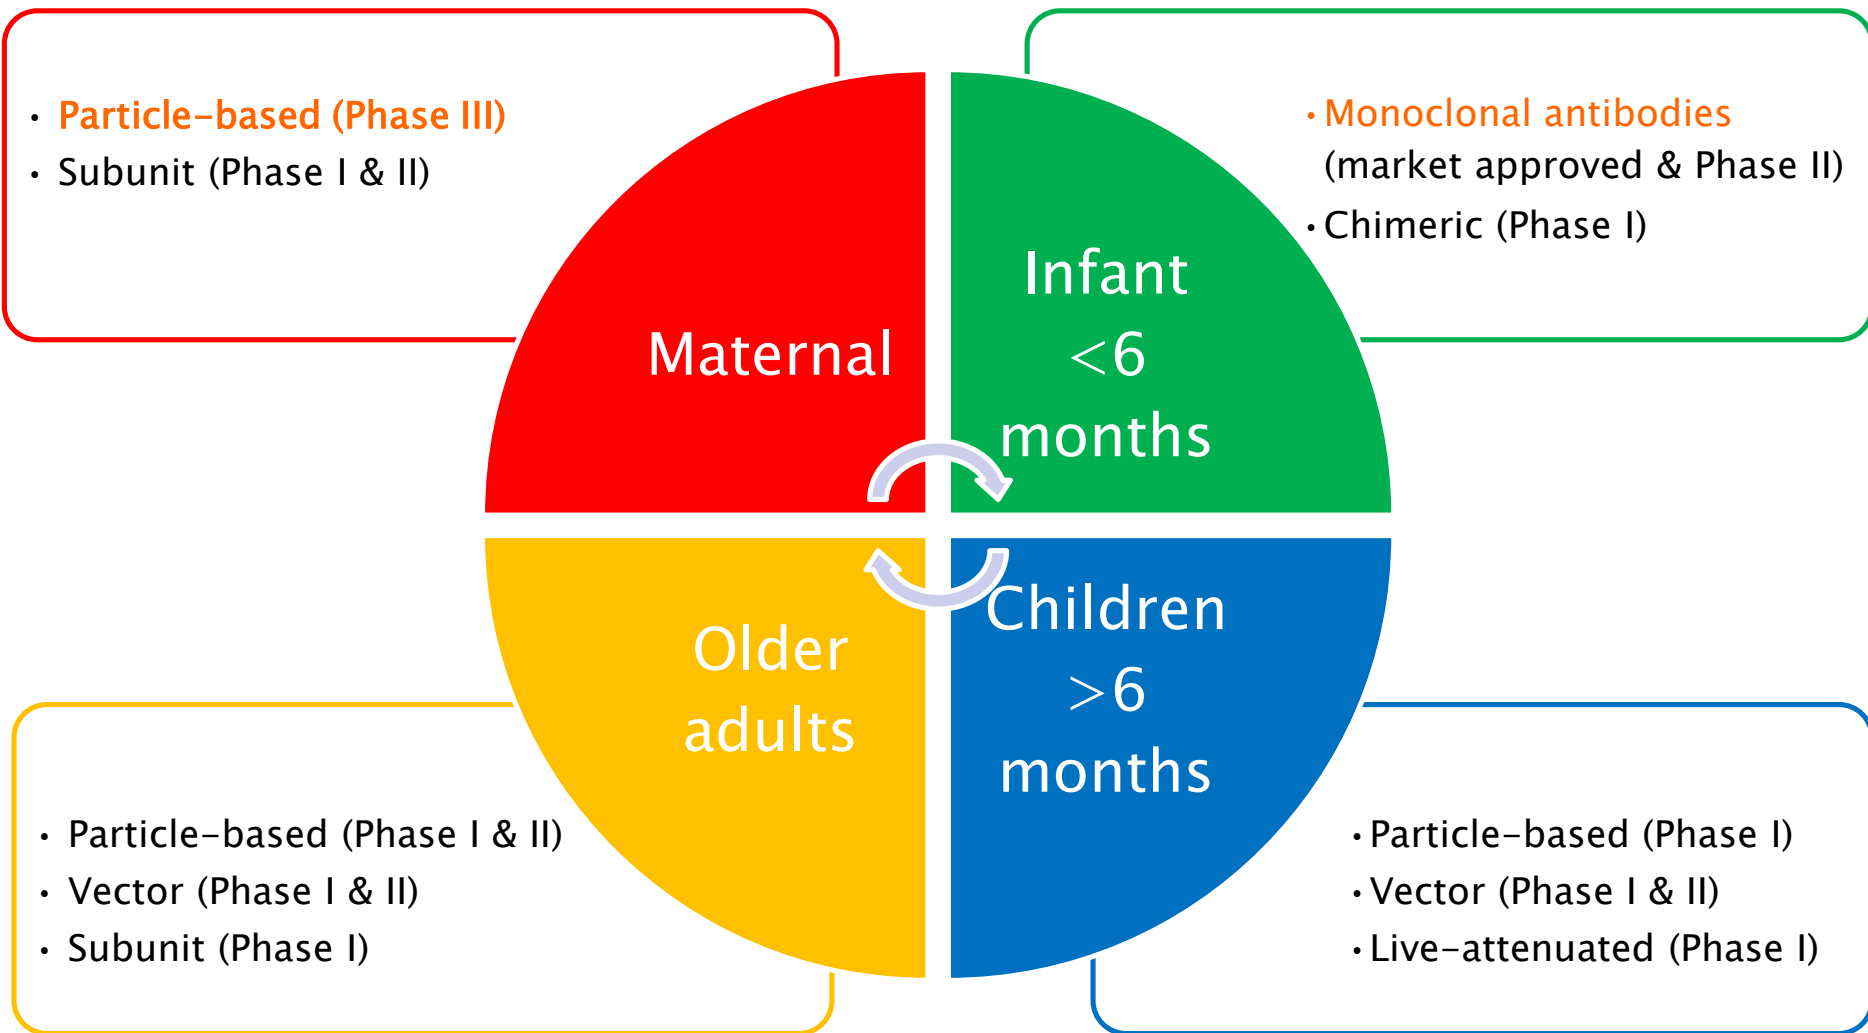 • Particle–based (Phase III)
• Subunit (Phase I & II)
• Monoclonal antibodies
(market approved & Phase II)
• Chimeric (Phase I)
Maternal
Infant
<6
months
Older
adults
Children
>6
months
• Particle–based (Phase I & II)
• Vector (Phase I & II)
• Subunit (Phase I)
• Particle–based (Phase I)
• Vector (Phase I & II)
• Live–attenuated (Phase I)